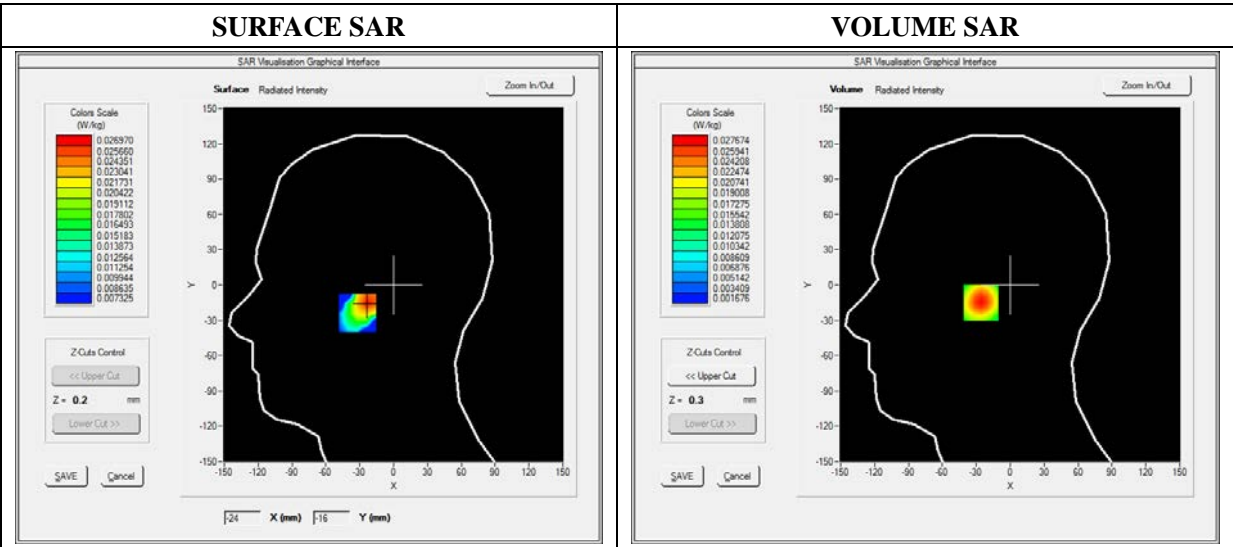 SURFACE SAR
SAR Visualisation Graphical Interface
Surface Radiated Intensity
Zoom In/Out
Colors Scale
(W/kg)
0.026970
0.025660
0.024351
0.023041
0.021731
0.020422
0.019112
0.017802
0.016493
0.015183
0.013873
0.012564
0.011254
0.009944
0.008635
0.007325
Z-Cuts Control
<< Upper Cut
Z = 0.2 mm
Lower Cut >>
SAVE Cancel
150
120
90
60
30
0
-30
-60
-90
-120
-150
Y
-150 -120 -90 -60 -30 0 30 60 90 120 150
X
-24 X (mm) -16 Y (mm)
VOLUME SAR
SAR Visualisation Graphical Interface
Volume Radiated Intensity
Zoom In/Out
Colors Scale
(W/kg)
0.027674
0.025941
0.024208
0.022474
0.020741
0.019008
0.017275
0.015542
0.013808
0.012075
0.010342
0.008609
0.006876
0.005142
0.003409
0.001676
Z-Cuts Control
<< Upper Cut
Z = 0.3 mm
Lower Cut >>
SAVE Cancel
150
120
90
60
30
0
-30
-60
-90
-120
-150
Y
-150 -120 -90 -60 -30 0 30 60 90 120 150
X